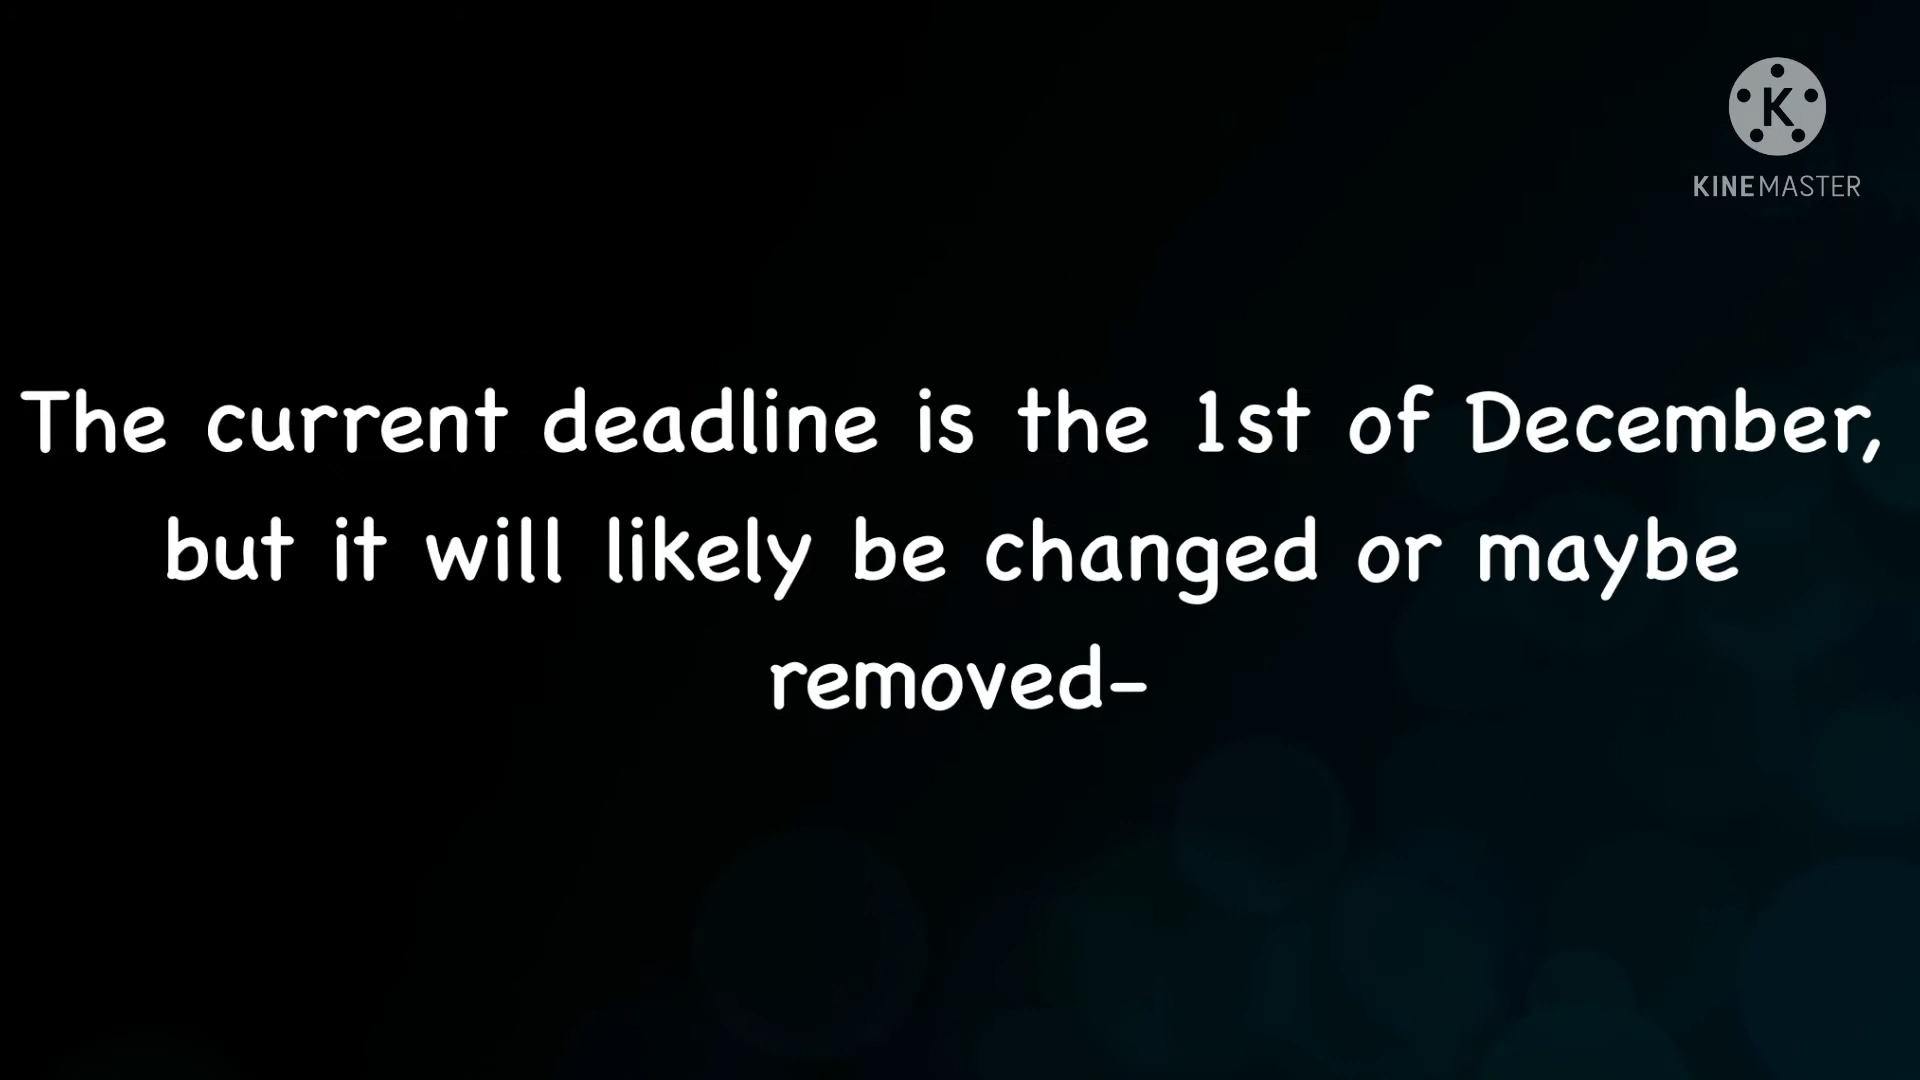 K
KINEMASTER
The current deadline is the 1st of December,
but it will likely be changed or maybe
removed-